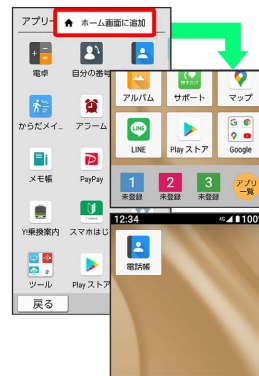 アプリ
ホーム画面に追加
電卓
自分の番号
からだメイ...
アラーム
メモ帳
PayPay
Y!乗換案内
スマホはじ
ツール
Play スト
戻る
アルバム
サポート
マップ
LINE
LINE
Play ストア
Google
1
2
3
未登録
未登録
未登録
アプリ
一覧
12:34
4G
100%
電話帳